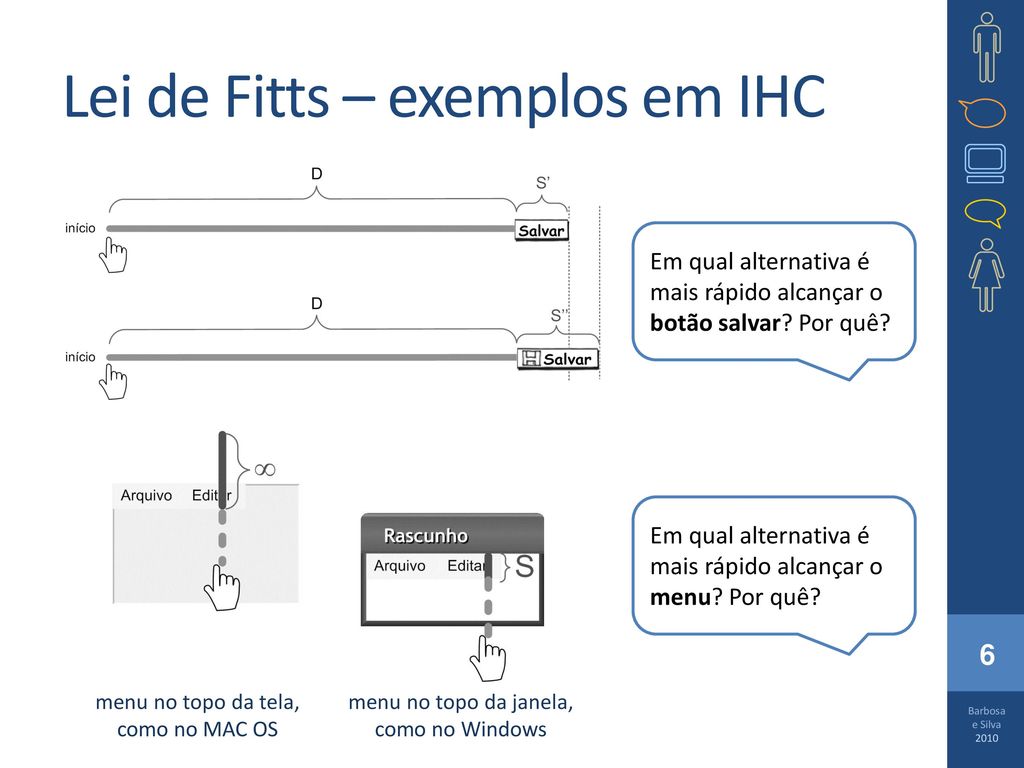 Lei de Fitts – exemplos em IHC
D
S’
início
Salvar
D
S’’
início
Salvar
Em qual alternativa é
mais rápido alcançar o
botão salvar? Por quê?
∞
Arquivo Editar
Rascunho
Arquivo Editar
S
Em qual alternativa é
mais rápido alcançar o
menu? Por quê?
menu no topo da tela,
como no MAC OS
menu no topo da janela,
como no Windows
6
Barbosa
e Silva
2010